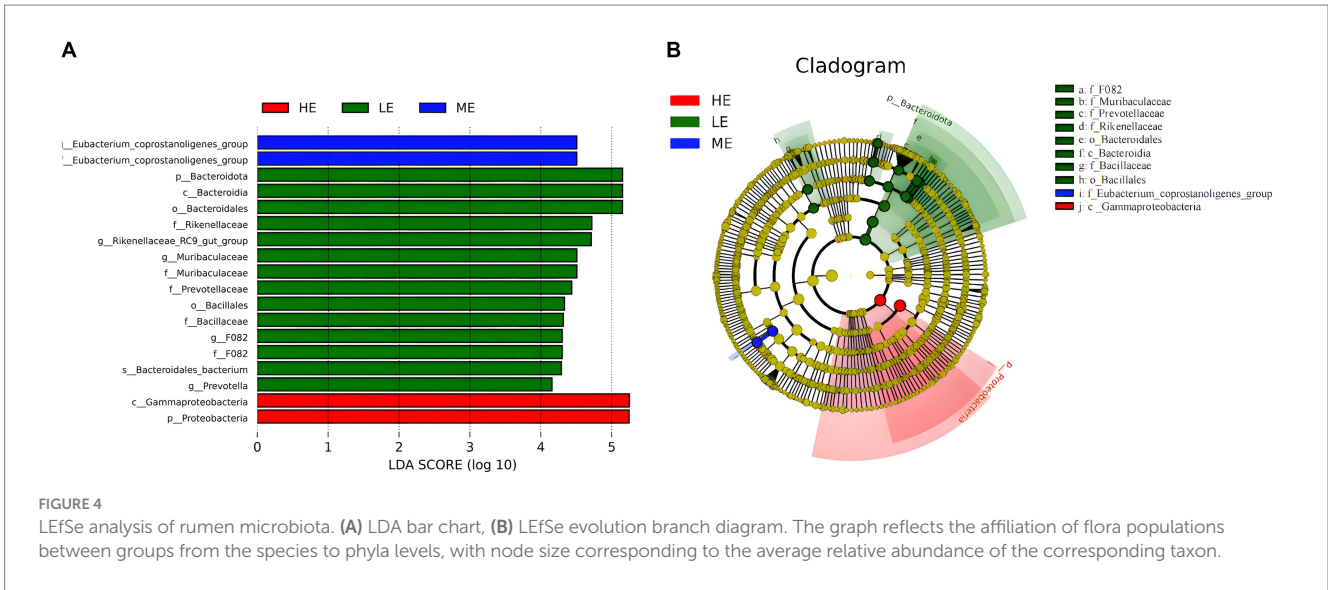 A
HE LE ME
_Eubacterium_coprostanoligenes_group
_Eubacterium_coprostanoligenes_group
p__Bacteroidota
c__Bacteroidia
o__Bacteroidales
f__Rikenellaceae
g__Rikenellaceae_RC9_gut_group
g__Muribaculaceae
f__Muribaculaceae
f__Prevotellaceae
o__Bacillales
f__Bacillaceae
g__F082
f__F082
s__Bacteroidales_bacterium
g__Prevotella
c__Gammaproteobacteria
p__Proteobacteria
0 1 2 3 4 5
LDA SCORE (log 10)
B
Cladogram
HE
LE
ME
p__Bacteroidota
f
e
h
p__Proteobacteria
a: f_F082
b: f_Muribaculaceae
c: f_Prevotellaceae
d: f_Rikenellaceae
e: o_Bacteroidales
f: c_Bacteroidia
g: f_Bacillaceae
h: o_Bacillales
i: f_Eubacterium_coprostanoligenes_group
j: c _Gammaproteobacteria
FIGURE 4
LEfSe analysis of rumen microbiota. (A) LDA bar chart, (B) LEfSe evolution branch diagram. The graph reflects the affiliation of flora populations
between groups from the species to phyla levels, with node size corresponding to the average relative abundance of the corresponding taxon.